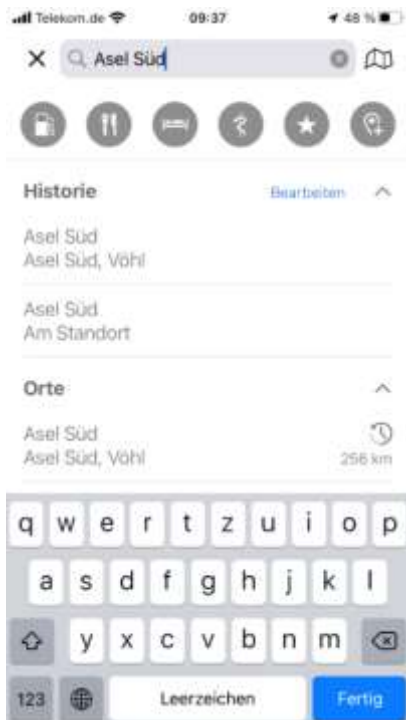 Telekom.de 09:37 48 %
Asel Süd
Historie Bearbeiten
Asel Süd
Asel Süd, Vöhl
Asel Süd
Am Standort
Orte
Asel Süd
Asel Süd, Vöhl 256 km
q w e r t z u i o p
a s d f g h j k l
y x c v b n m
123 Leerzeichen Fertig